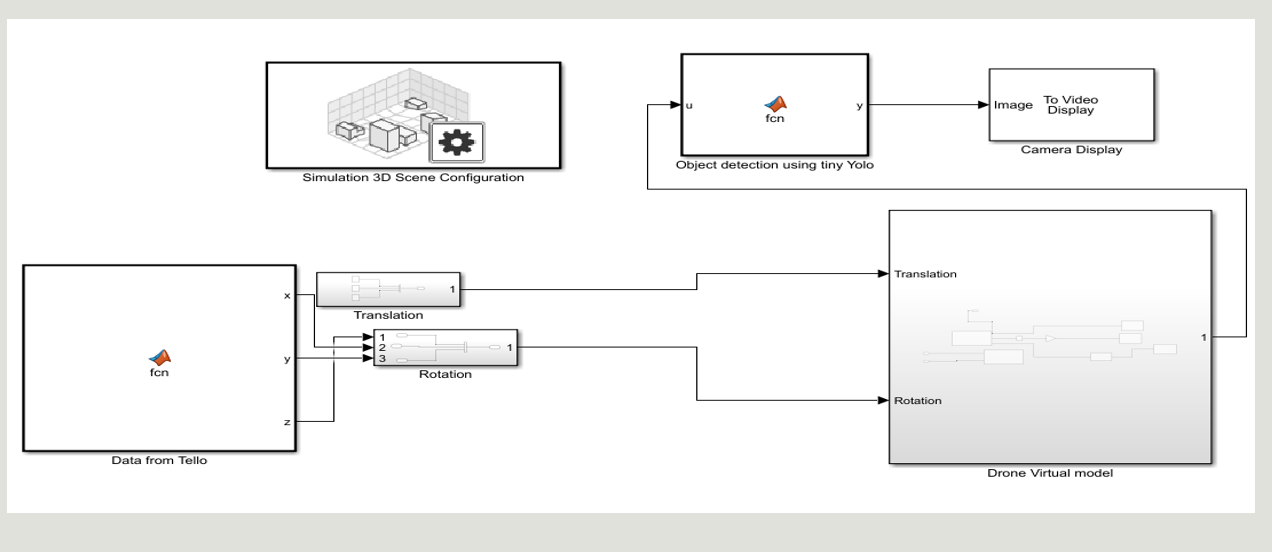 Simulation 3D Scene Configuration
u
fcn
y
Object detection using tiny Yolo
Image
To Video
Display
Camera Display
x
y
z
fcn
Data from Tello
1
Translation
1
2
3
1
Rotation
Translation
Rotation
1
Drone Virtual model